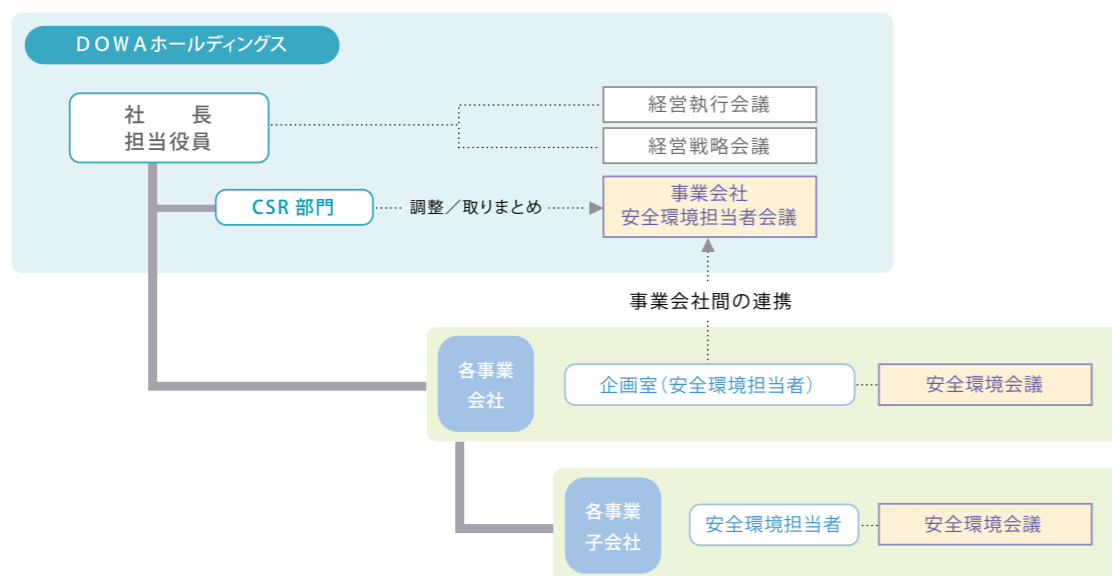 DOWAホールディングス
社　　長
担当役員
経営執行会議
経営戦略会議
CSR 部門
調整／取りまとめ
事業会社
安全環境担当者会議
事業会社間の連携
各事業
会社
企画室（安全環境担当者）
安全環境会議
各事業
子会社
安全環境担当者
安全環境会議